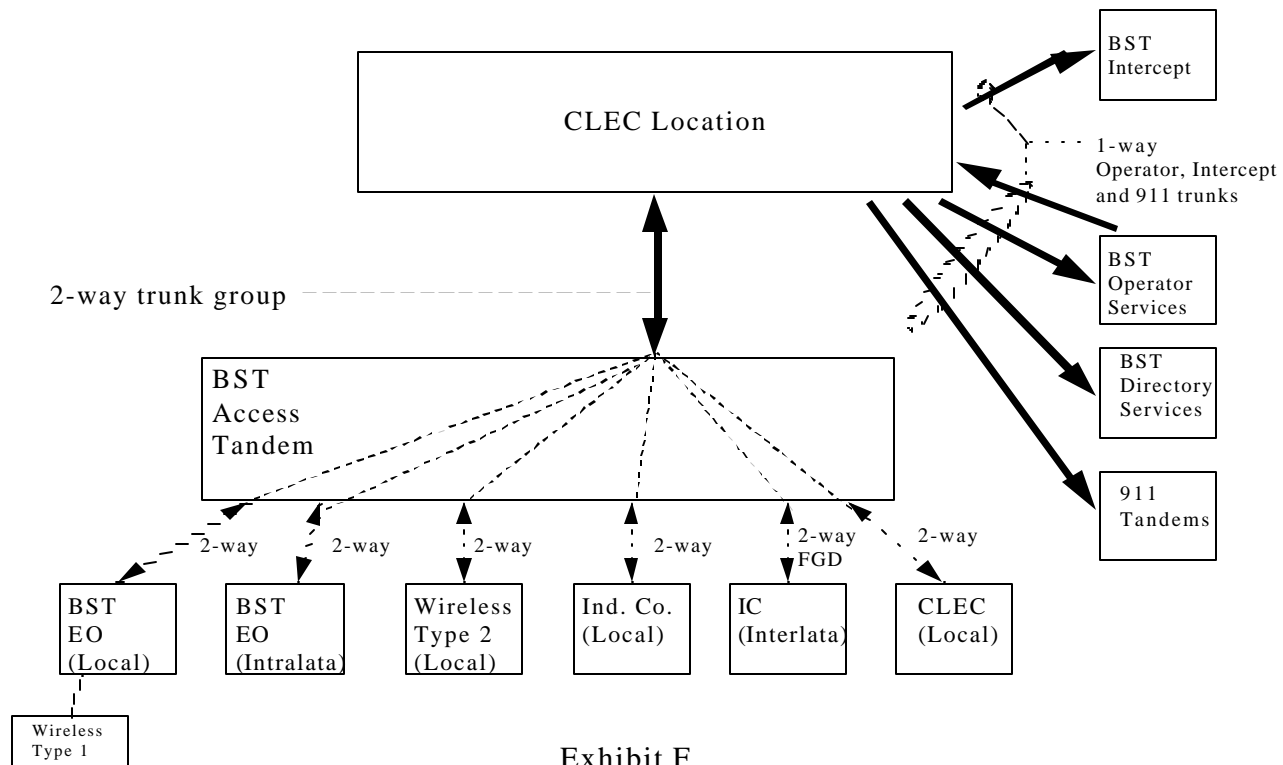 BST
Intercept
CLEC Location
1-way
Operator, Intercept
and 911 trunks
BST
Operator
Services
2-way trunk group
BST
Directory
Services
BST
Access
Tandem
911
Tandems
2-way
2-way
2-way
2-way
2-way
FGD
2-way
BST
EO
(Local)
BST
EO
(Intralata)
Wireless
Type 2
(Local)
Ind. Co.
(Local)
IC
(Interlata)
CLEC
(Local)
Wireless
Type 1